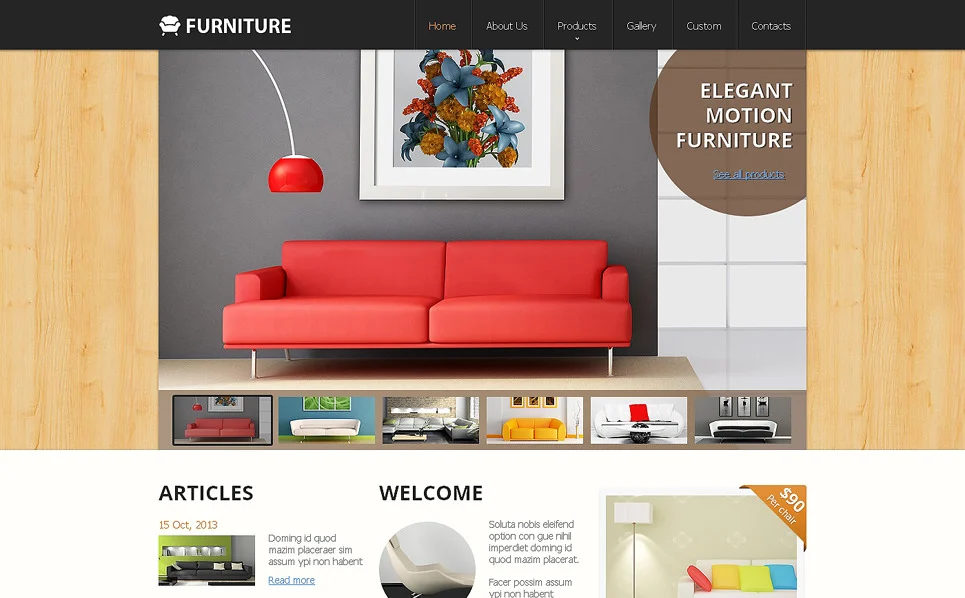 FURNITURE
Home
About Us
Products
Gallery
Custom
Contacts
ELEGANT
MOTION
FURNITURE
See all products
ARTICLES
15 Oct, 2013
Doming id quod
mazim placeraer sim
assum ypi non habent
Read more
WELCOME
Soluta nobis eleifend
option con gue nihil
imperdiet doming id
quod mazim placerat.
Facer possim assum
ypi non habent
$90
Per chair